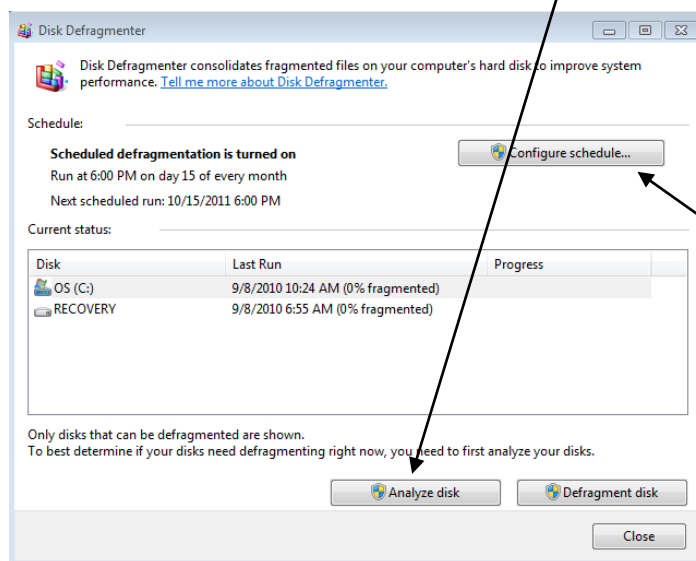 Disk Defragmenter
Disk Defragmenter consolidates fragmented files on your computer's hard disk to improve system
performance. Tell me more about Disk Defragmenter.
Schedule:
Scheduled defragmentation is turned on
Configure schedule...
Run at 6:00 PM on day 15 of every month
Next scheduled run: 10/15/2011 6:00 PM
Current status:
Disk Last Run Progress
OS (C:) 9/8/2010 10:24 AM (0% fragmented)
RECOVERY 9/8/2010 6:55 AM (0% fragmented)
Only disks that can be defragmented are shown.
To best determine if your disks need defragmenting right now, you need to first analyze your disks.
Analyze disk Defragment disk
Close